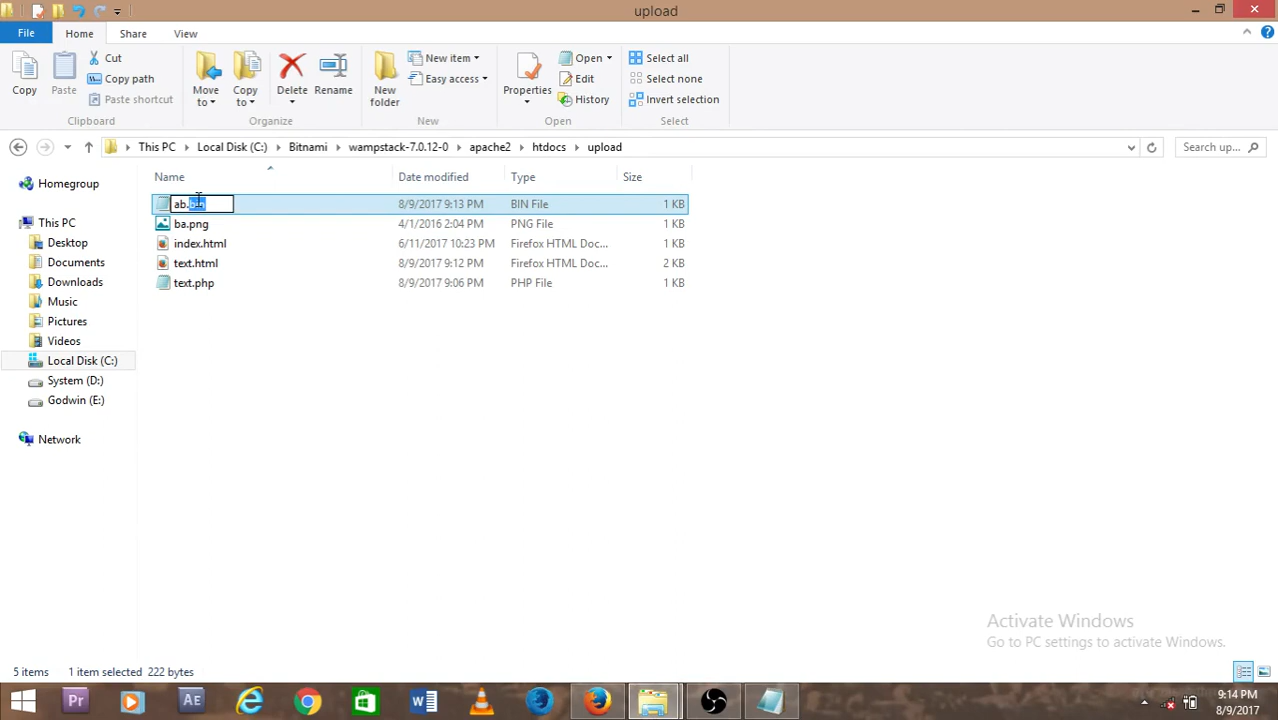 upload
File Home Share View
Copy
Paste
Cut
Copy path
Paste shortcut
Move to
Copy to
Delete
Rename
New folder
New item
Easy access
Properties
Open
Edit
History
Select all
Select none
Invert selection
Clipboard Organize New Open Select
This PC Local Disk (C:) Bitnami wampstack-7.0.12-0 apache2 htdocs upload Search up...
Name Date modified Type Size
ab. 8/9/2017 9:13 PM BIN File 1 KB
ba.png 4/1/2016 2:04 PM PNG File 1 KB
index.html 6/11/2017 10:23 PM Firefox HTML Doc... 1 KB
text.html 8/9/2017 9:12 PM Firefox HTML Doc... 2 KB
text.php 8/9/2017 9:06 PM PHP File 1 KB
Homegroup
This PC
Desktop
Documents
Downloads
Music
Pictures
Videos
Local Disk (C:)
System (D:)
Godwin (E:)
Network
Activate Windows
Go to PC settings to activate Windows.
5 items 1 item selected 222 bytes
Pr Ae
9:14 PM
8/9/2017